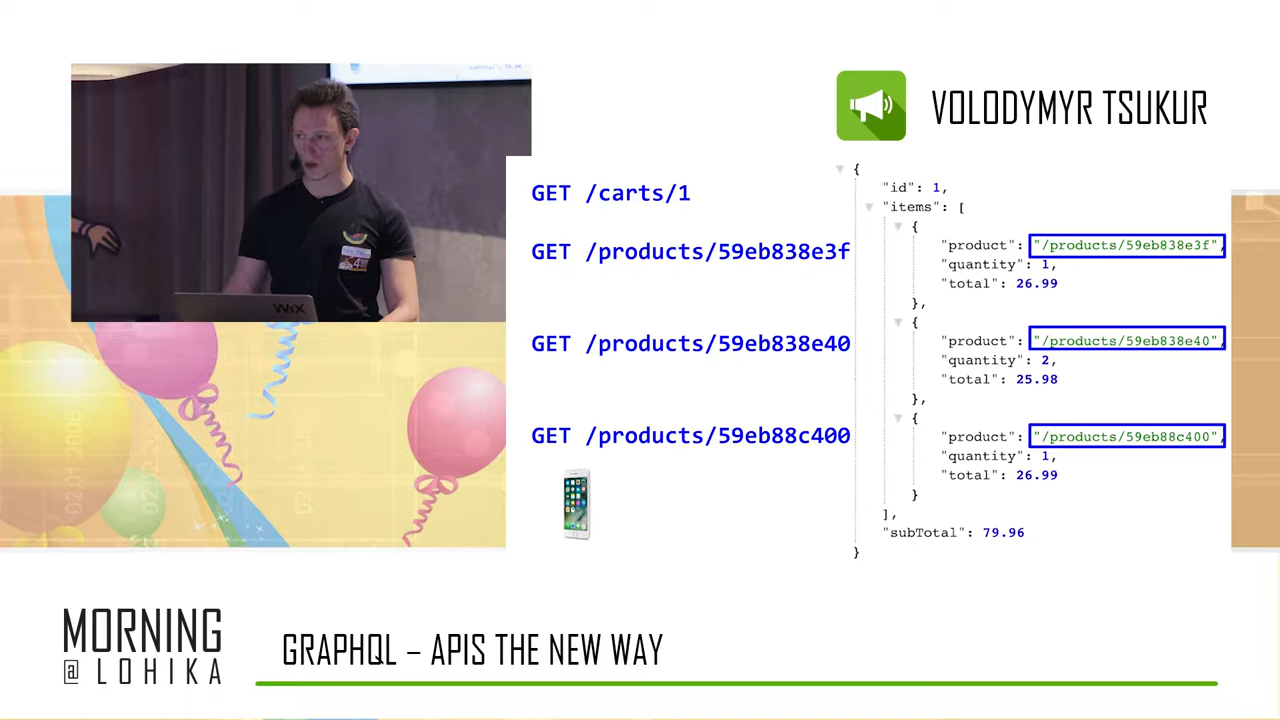 VOLODYMYR TSUKUR
GET /carts/1
GET /products/59eb838e3f
GET /products/59eb838e40
GET /products/59eb88c400
{
"id": 1,
"items": [
{
"product": "/products/59eb838e3f",
"quantity": 1,
"total": 26.99
},
{
"product": "/products/59eb838e40",
"quantity": 2,
"total": 25.98
},
{
"product": "/products/59eb88c400",
"quantity": 1,
"total": 26.99
}
],
"subTotal": 79.96
}
WiX
MORNING
@ LOHIKA
GRAPHQL – APIS THE NEW WAY